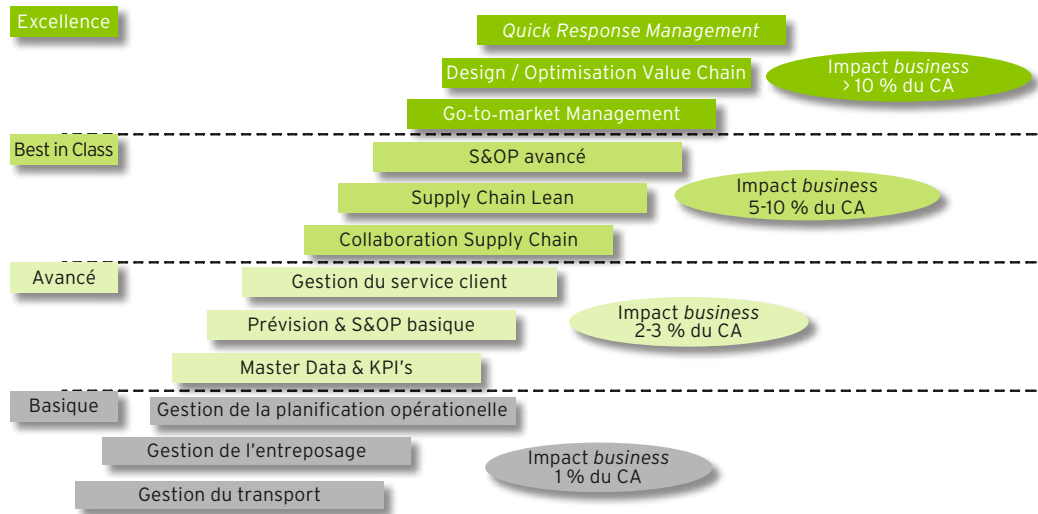 Excellence
Quick Response Management
Design / Optimisation Value Chain
Go-to-market Management
Impact business
> 10 % du CA
Best in Class
S&OP avancé
Supply Chain Lean
Collaboration Supply Chain
Impact business
5-10 % du CA
Avancé
Gestion du service client
Prévision & S&OP basique
Master Data & KPI's
Impact business
2-3 % du CA
Basique
Gestion de la planification opérationelle
Gestion de l'entreposage
Gestion du transport
Impact business
1 % du CA